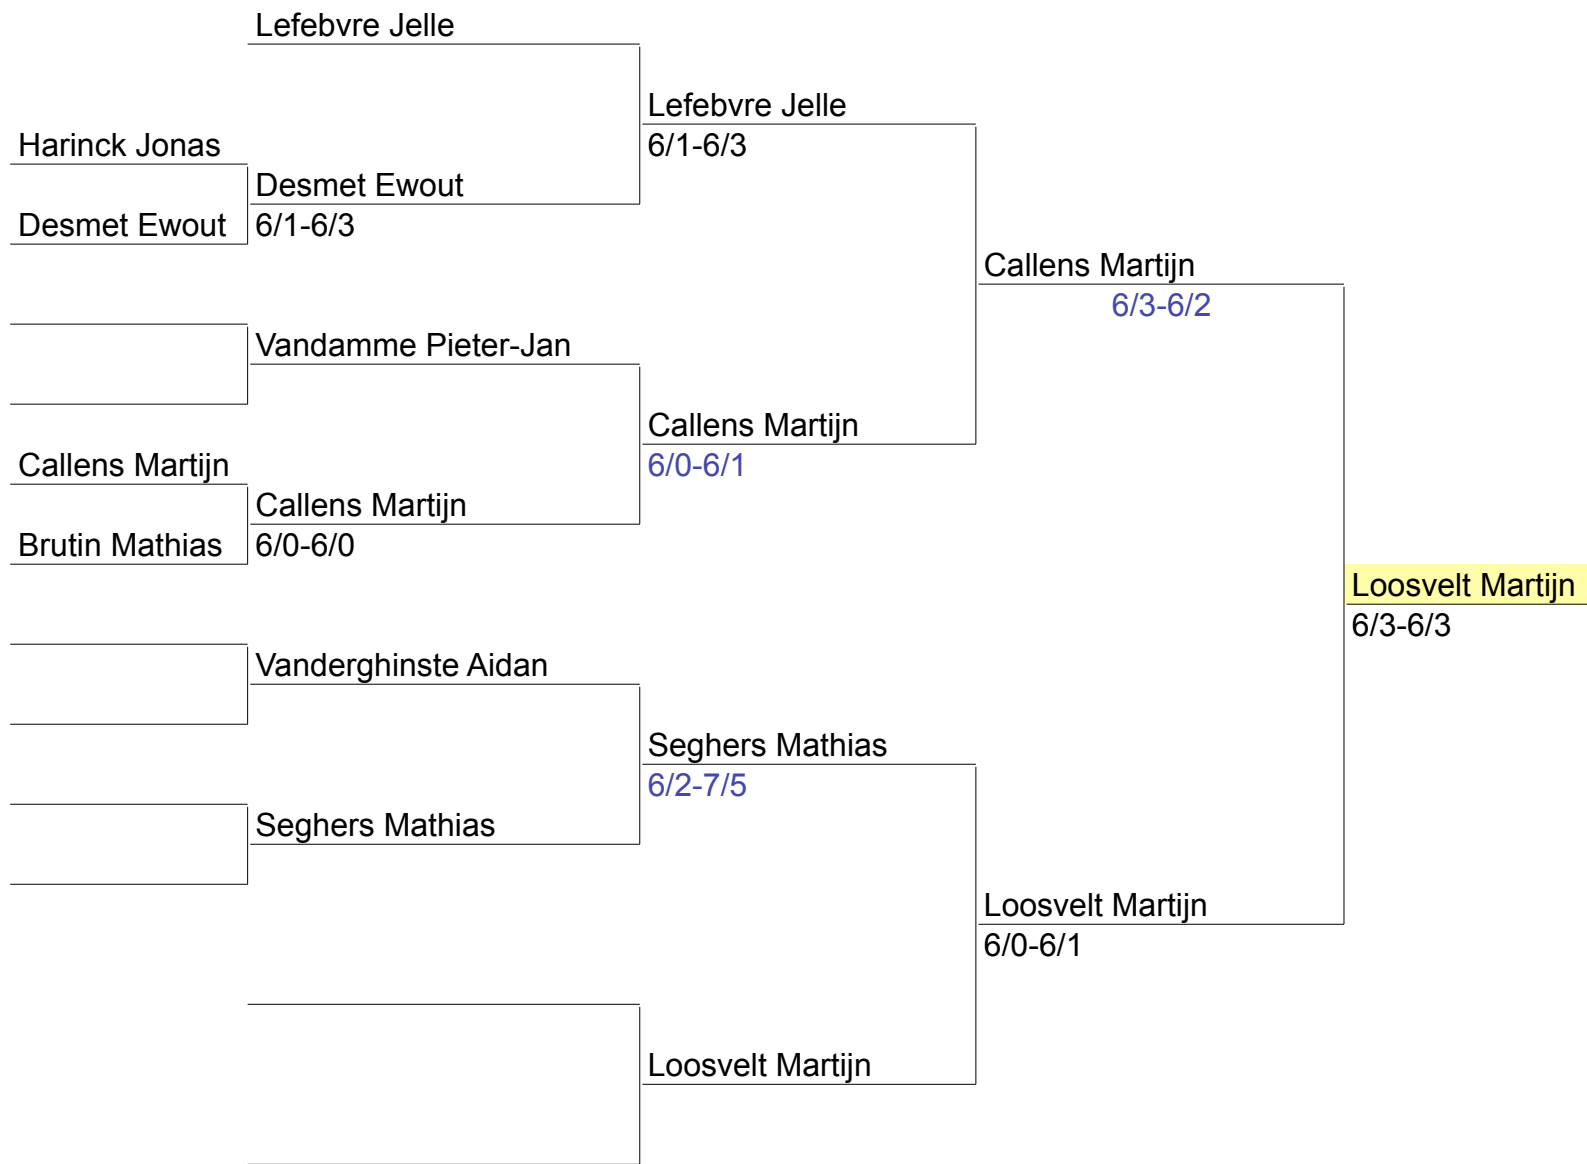 Lefebvre Jelle
Lefebvre Jelle
Harinck Jonas
6/1-6/3
Desmet Ewout
Desmet Ewout
6/1-6/3
Callens Martijn
6/3-6/2
Vandamme Pieter-Jan
Callens Martijn
Callens Martijn
6/0-6/1
Callens Martijn
Brutin Mathias
6/0-6/0
Loosvelt Martijn
6/3-6/3
Vanderghinste Aidan
Seghers Mathias
6/2-7/5
Seghers Mathias
Loosvelt Martijn
6/0-6/1
Loosvelt Martijn